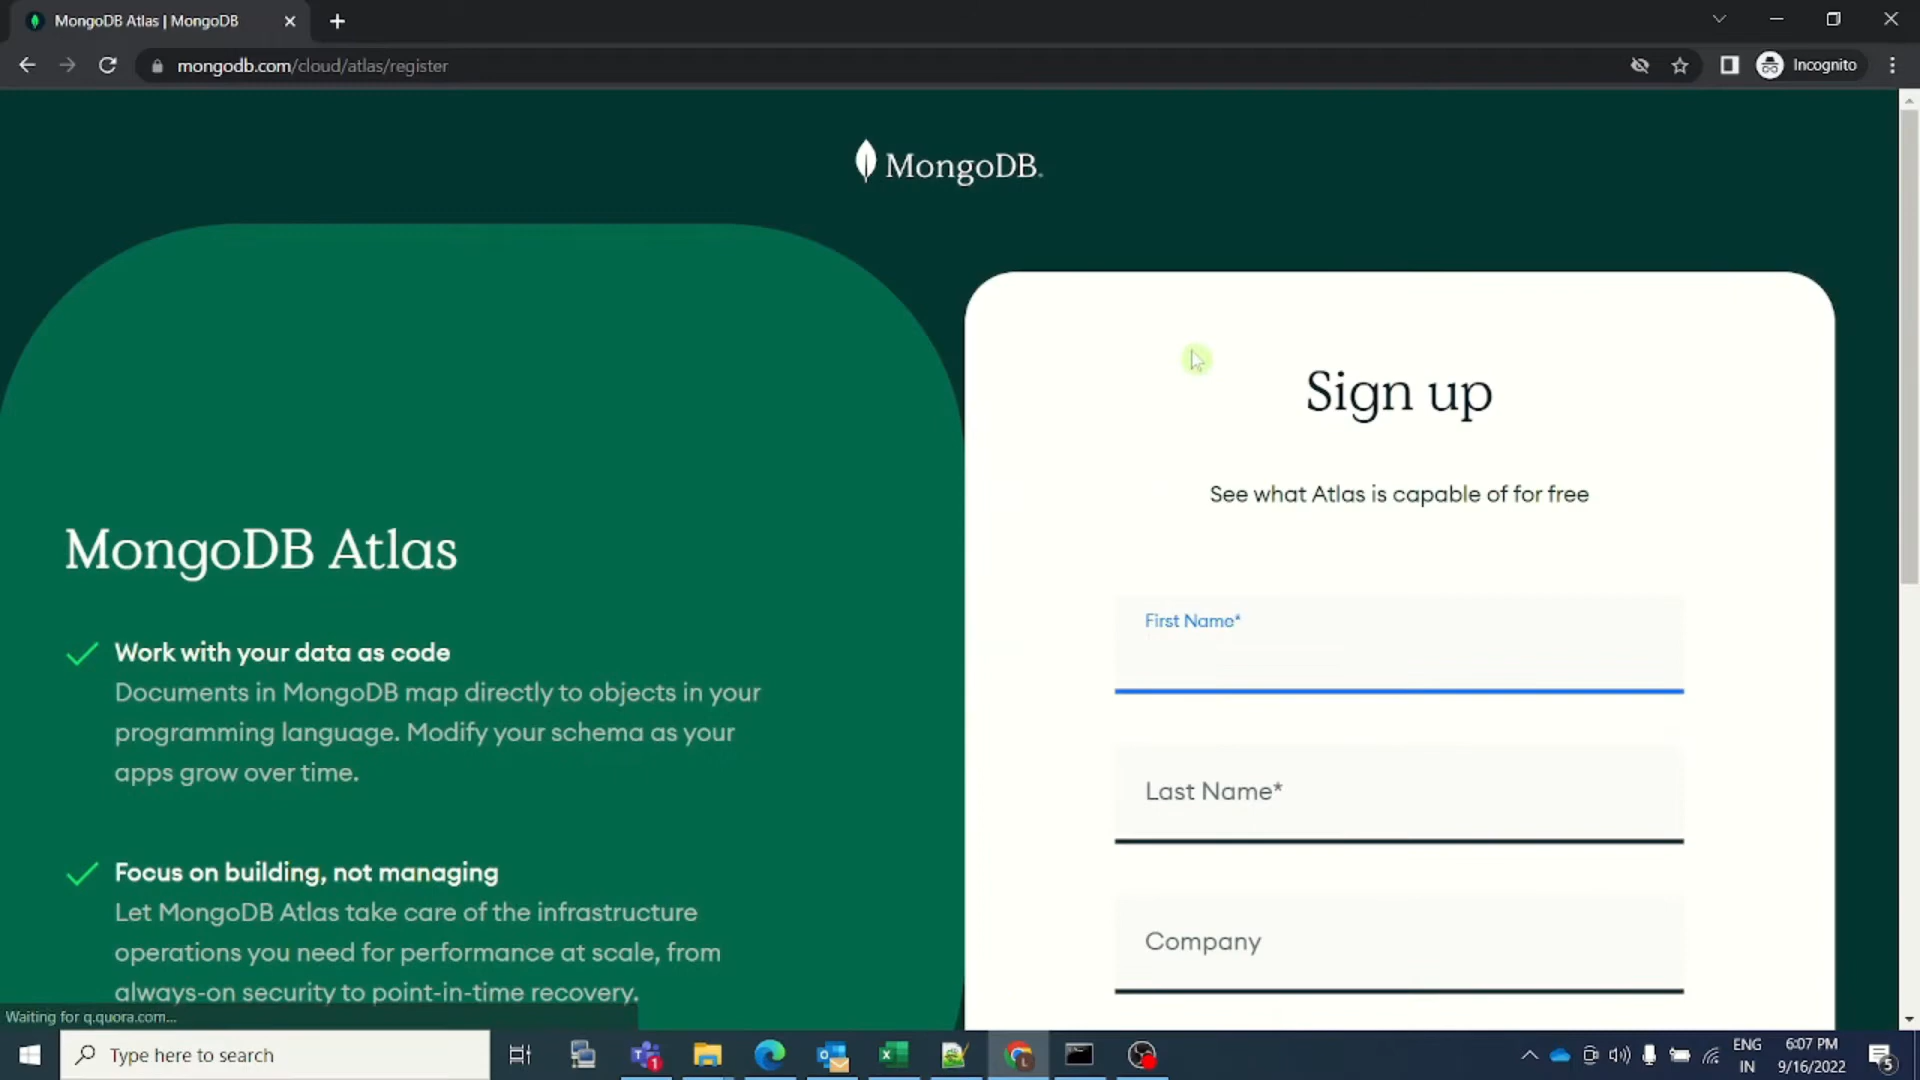 MongoDB Atlas | MongoDB
mongodb.com/cloud/atlas/register
Incognito
MongoDB.
Sign up
See what Atlas is capable of for free
First Name*
Last Name*
Company
MongoDB Atlas
Work with your data as code
Documents in MongoDB map directly to objects in your
programming language. Modify your schema as your
apps grow over time.
Focus on building, not managing
Let MongoDB Atlas take care of the infrastructure
operations you need for performance at scale, from
always-on security to point-in-time recovery.
Waiting for q.quora.com...
Type here to search
1
L
ENG
IN
6:07 PM
9/16/2022
5